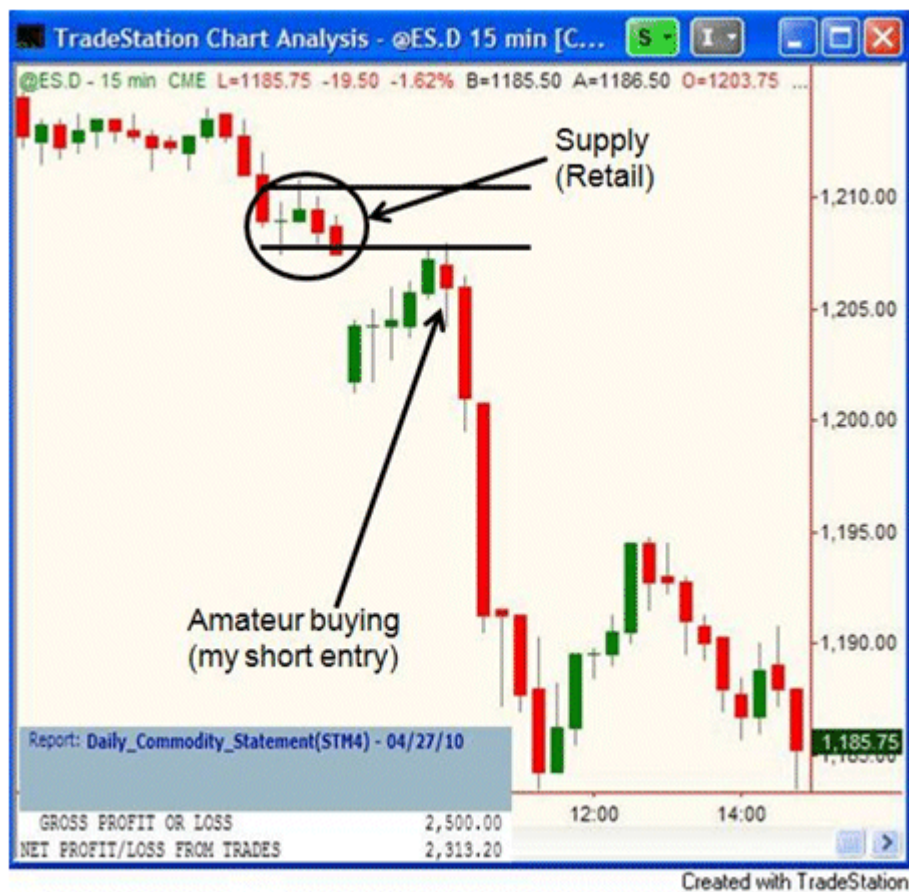 TradeStation Chart Analysis - @ES.D 15 min [C...
S
I
@ES.D - 15 min CME L=1185.75 -19.50 -1.62% B=1185.50 A=1186.50 O=1203.75 ...
Supply
(Retail)
1,210.00
1,205.00
1,200.00
1,195.00
1,190.00
Amateur buying
(my short entry)
1,185.75
1,185.00
Report: Daily_Commodity_Statement(STM4) - 04/27/10
12:00 14:00
GROSS PROFIT OR LOSS 2,500.00
NET PROFIT/LOSS FROM TRADES 2,313.20
Created with TradeStation